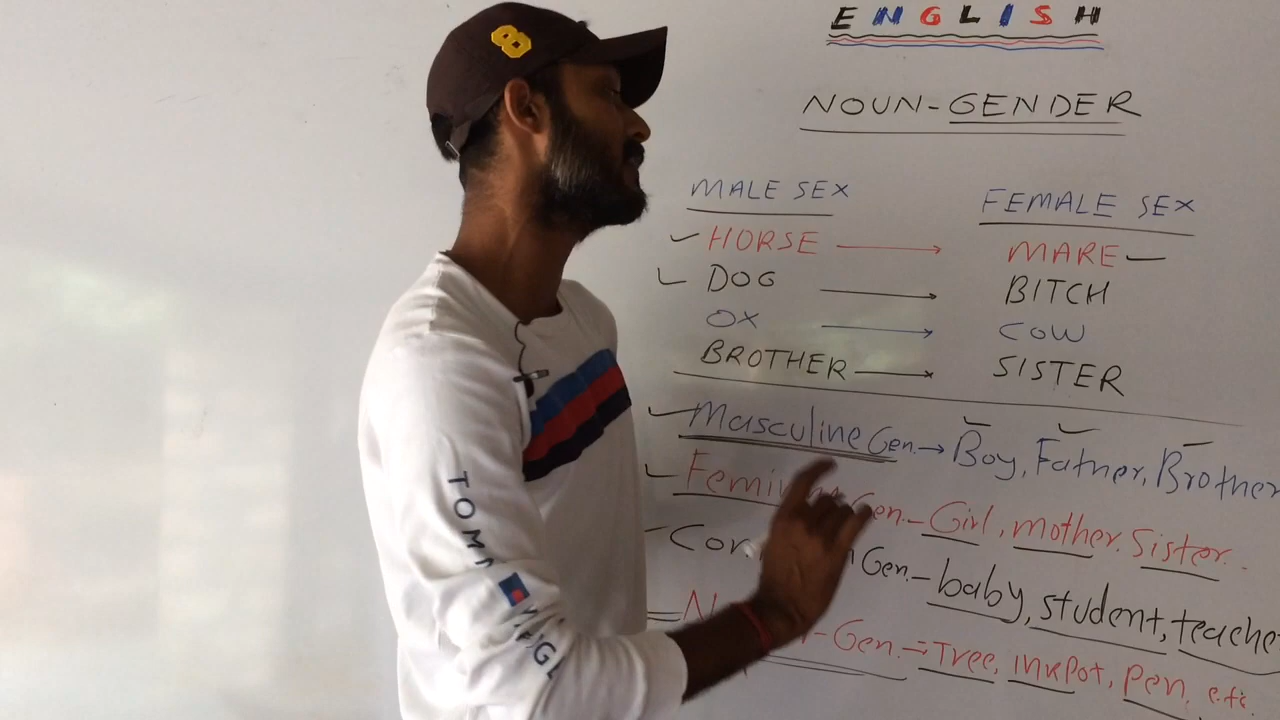 ENGLISH
NOUN-GENDER
MALE SEX FEMALE SEX
HORSE → MARE
DOG → BITCH
OX → COW
BROTHER → SISTER
Masculine Gen. → Boy, Father, Brother
Gen. - Girl, mother, Sister..
Gen. - baby, student,
Gen. - Tree, inkpot, pen, etc.
8